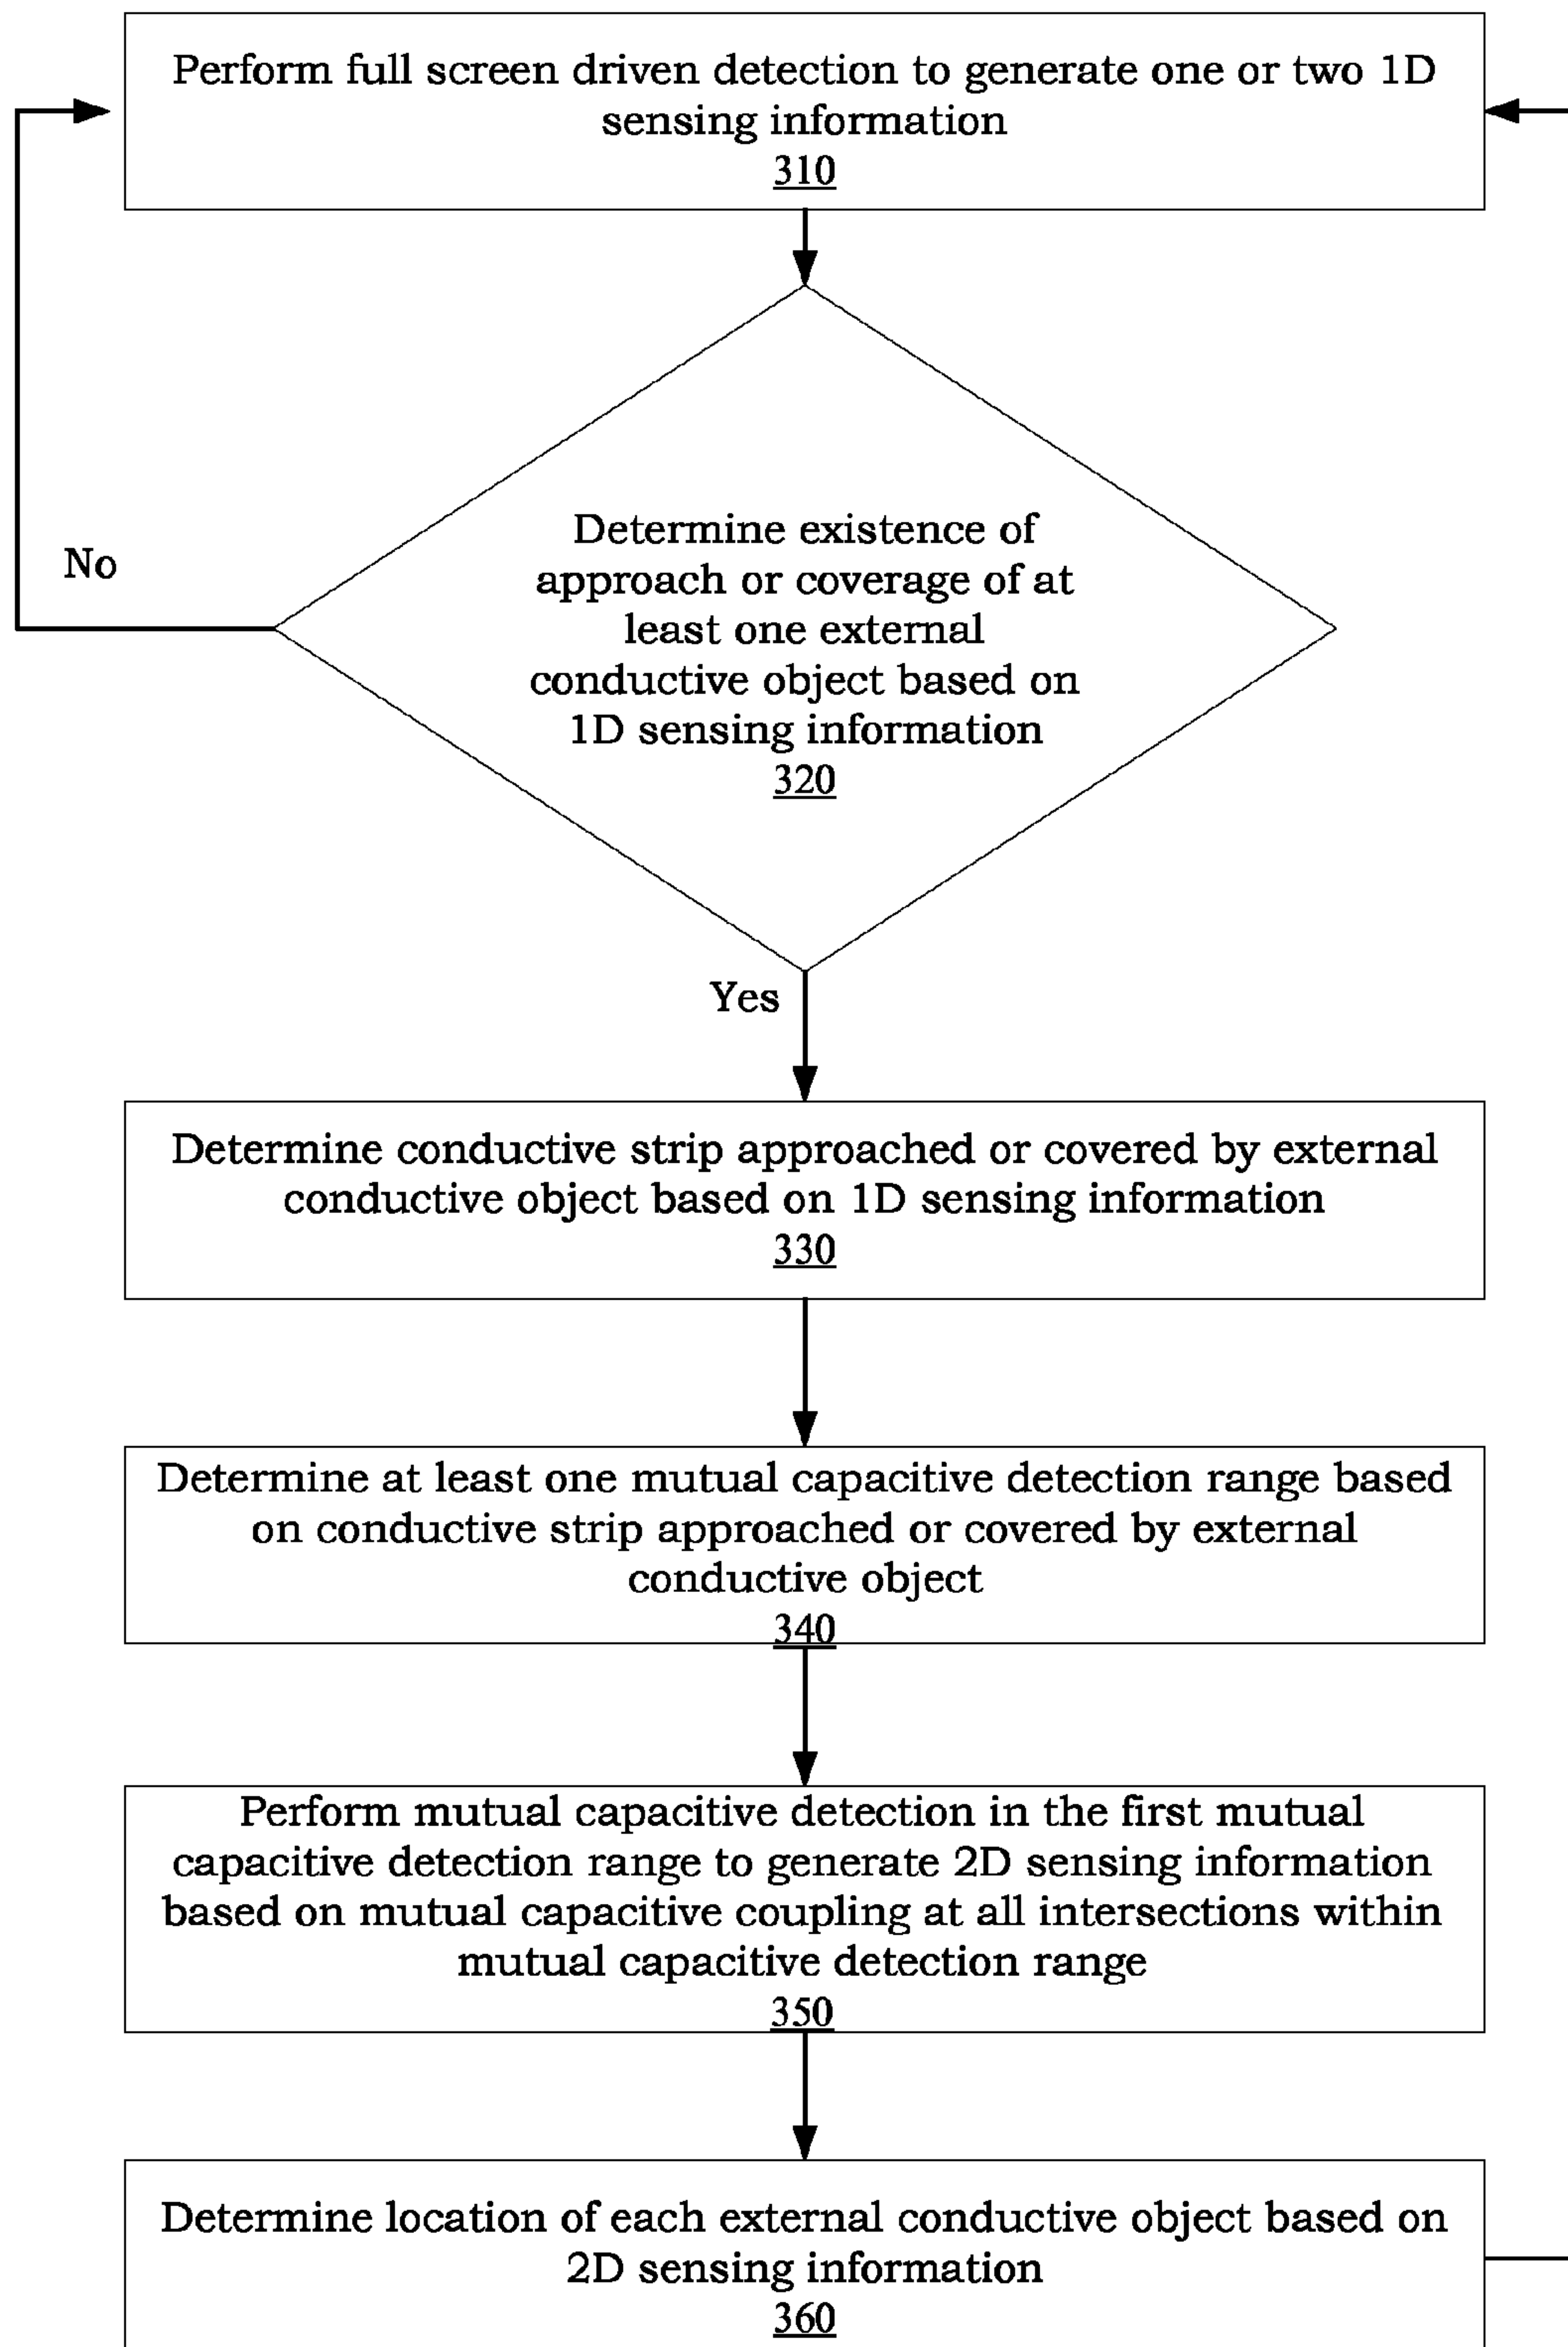 Perform full screen driven detection to generate one or two 1D
sensing information
310
Determine existence of
approach or coverage of at
least one external
conductive object based on
1D sensing information
320
No
Yes
Determine conductive strip approached or covered by external
conductive object based on 1D sensing information
330
Determine at least one mutual capacitive detection range based
on conductive strip approached or covered by external
conductive object
340
Perform mutual capacitive detection in the first mutual
capacitive detection range to generate 2D sensing information
based on mutual capacitive coupling at all intersections within
mutual capacitive detection range
350
Determine location of each external conductive object based on
2D sensing information
360